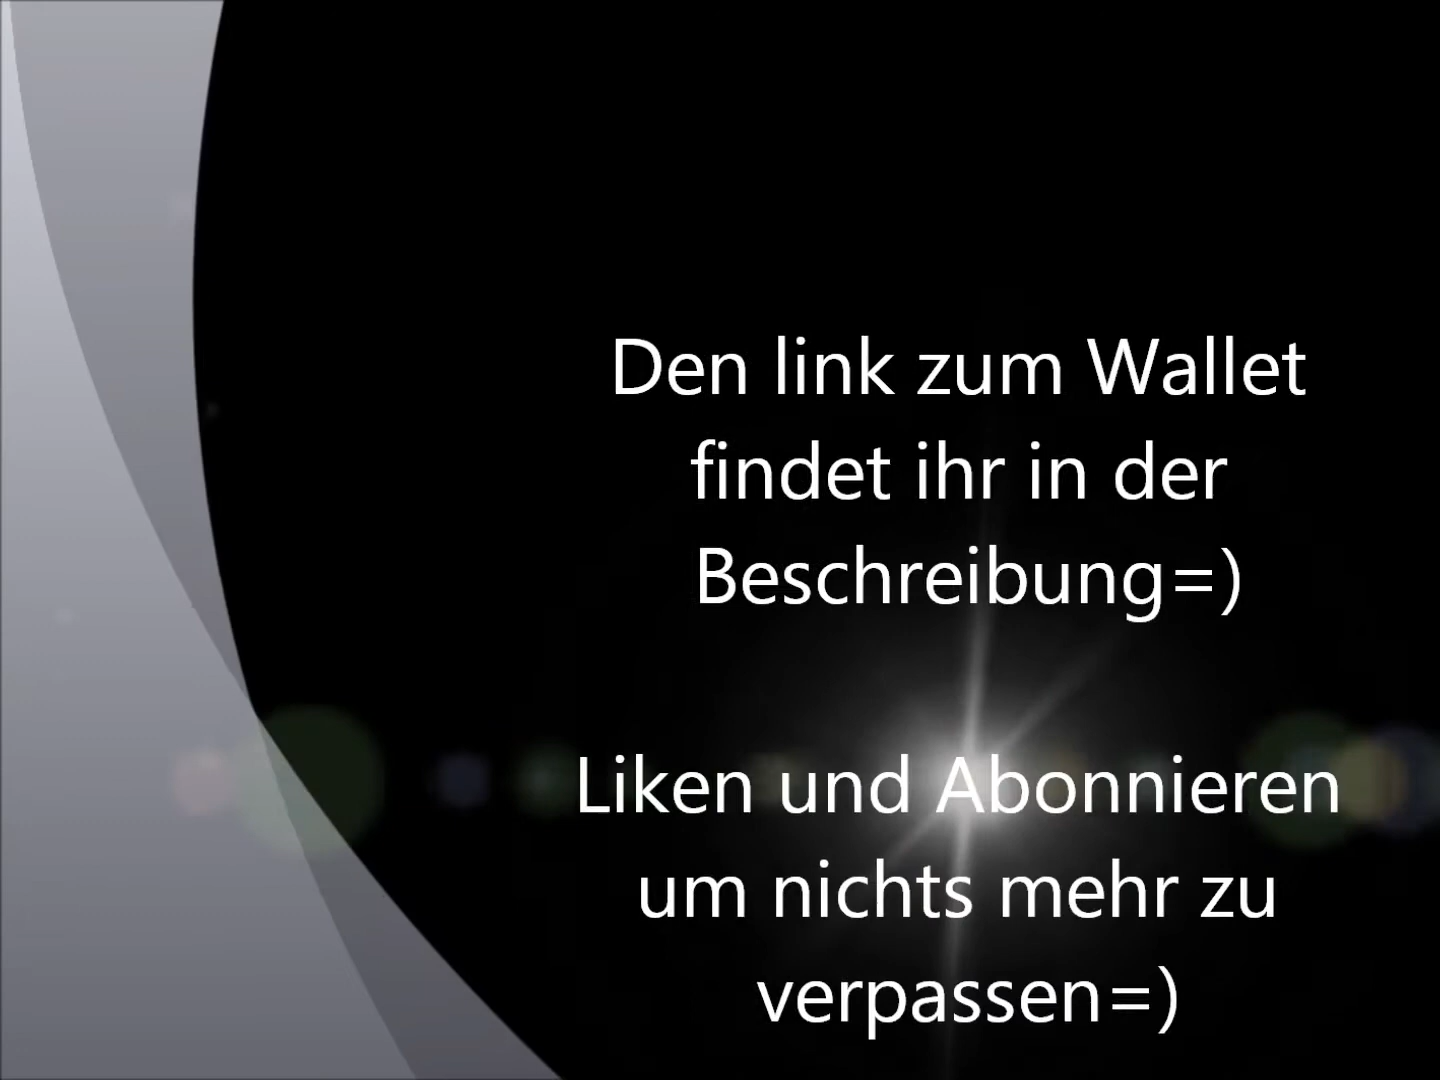 Den link zum Wallet
findet ihr in der
Beschreibung=)
Liken und Abonnieren
um nichts mehr zu
verpassen=)